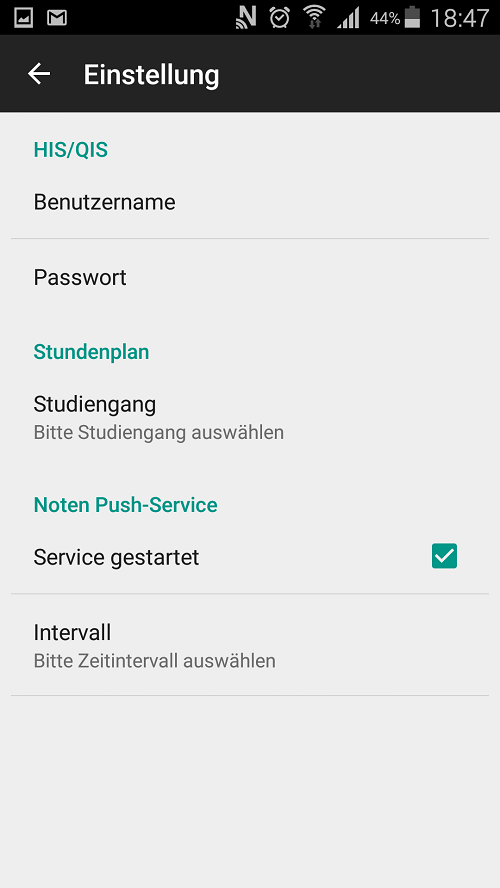 44% 18:47
Einstellung
HIS/QIS
Benutzername
Passwort
Stundenplan
Studiengang
Bitte Studiengang auswählen
Noten Push-Service
Service gestartet
Intervall
Bitte Zeitintervall auswählen